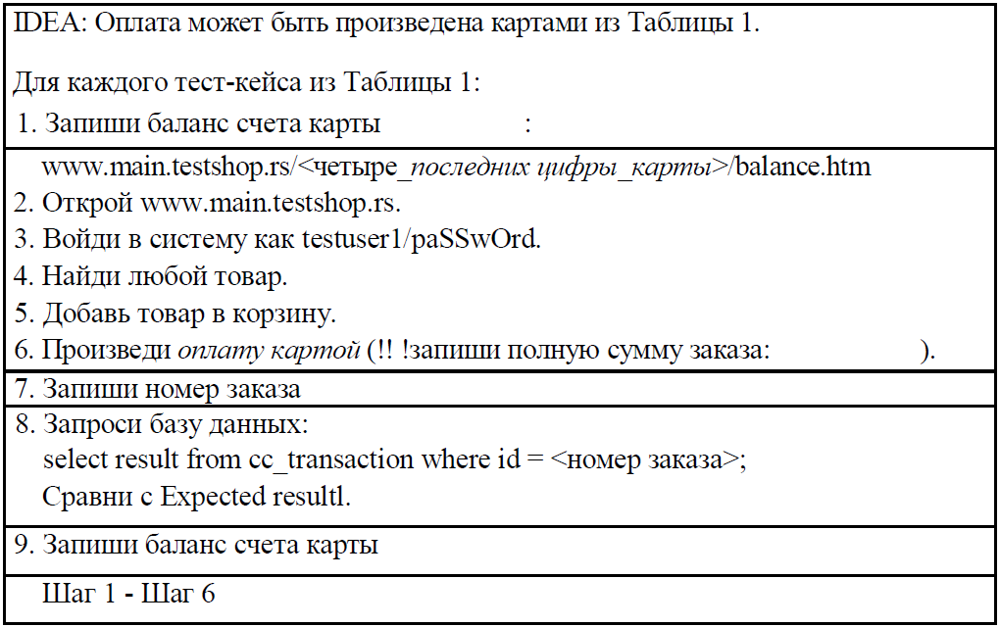 IDEA: Оплата может быть произведена картами из Таблицы 1.
Для каждого тест-кейса из Таблицы 1:
1. Запиши баланс счета карты :
www.main.testshop.rs/<четыре_последних цифры_карты>/balance.htm
2. Открой www.main.testshop.rs.
3. Войди в систему как testuser1/paSSwOrd.
4. Найди любой товар.
5. Добавь товар в корзину.
6. Произведи оплату картой (!! !запиши полную сумму заказа: ).
7. Запиши номер заказа
8. Запроси базу данных:
select result from cc_transaction where id = <номер заказа>;
Сравни с Expected resultl.
9. Запиши баланс счета карты
Шаг 1 - Шаг 6